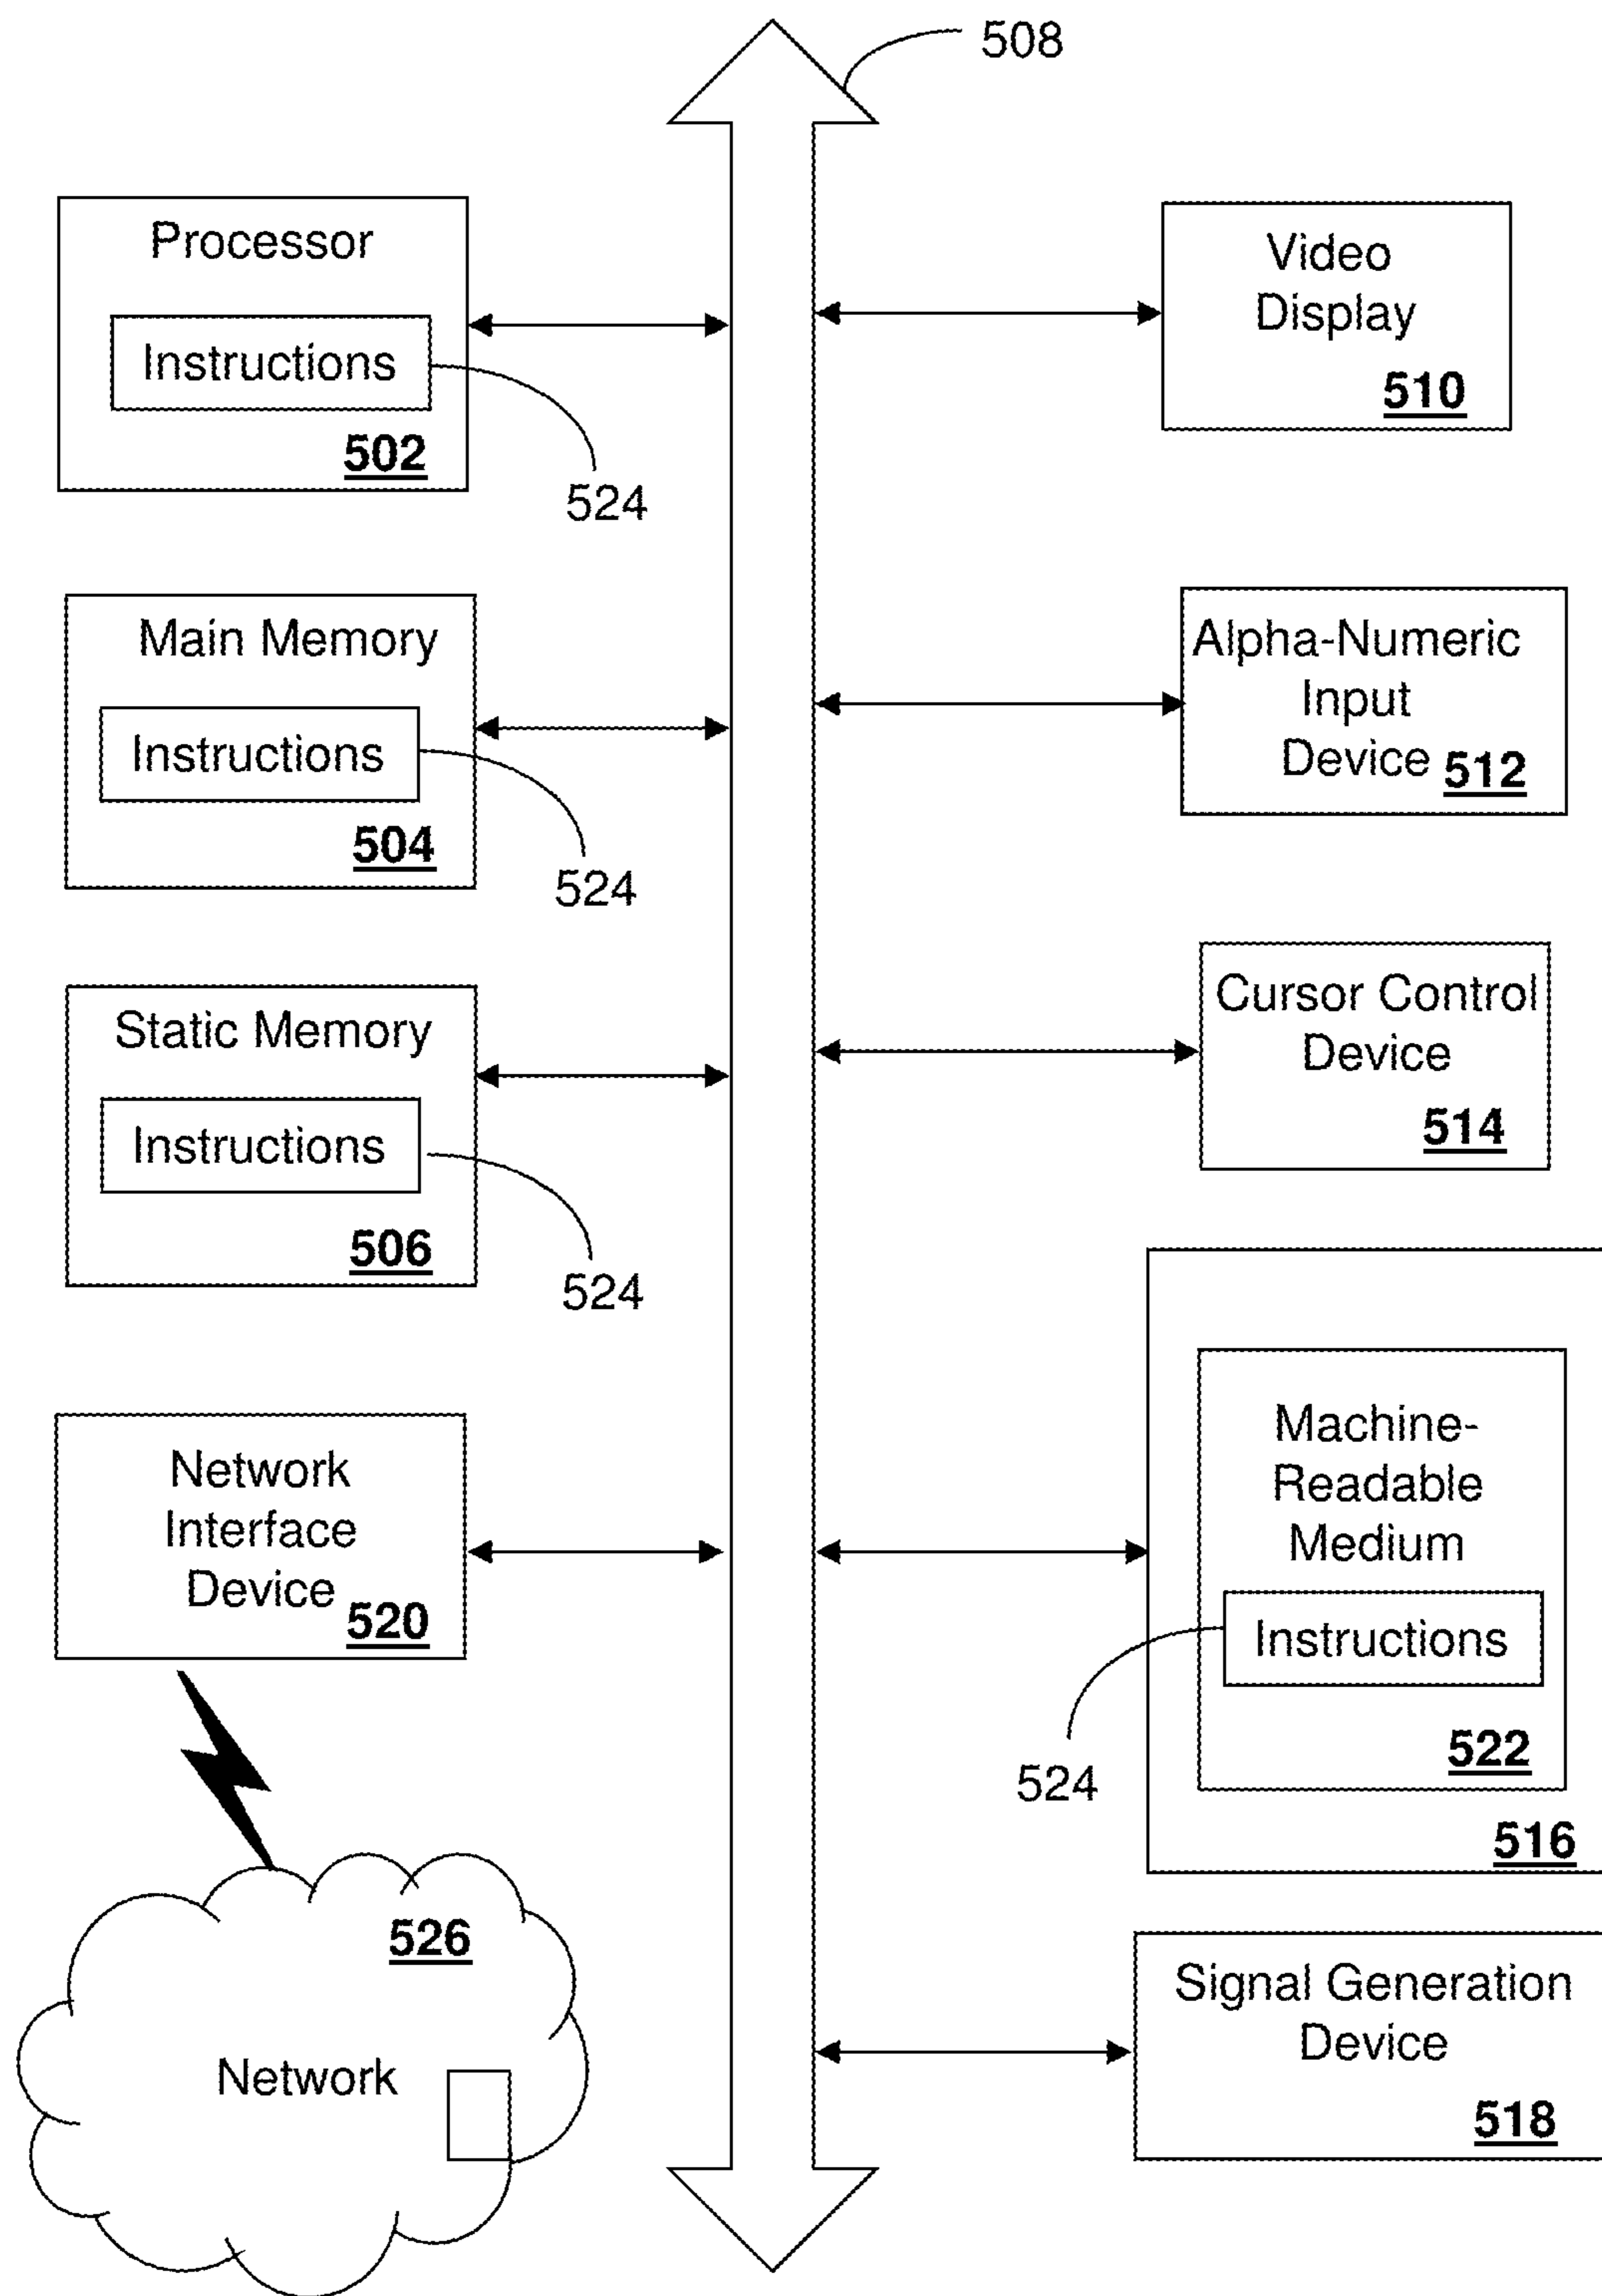 508
Processor
Instructions
502
524
Main Memory
Instructions
504
524
Static Memory
Instructions
506
524
Network
Interface
Device
520
526
Network
Video
Display
510
Alpha-Numeric
Input
Device 512
Cursor Control
Device
514
Machine-
Readable
Medium
Instructions
524
522
516
Signal Generation
Device
518